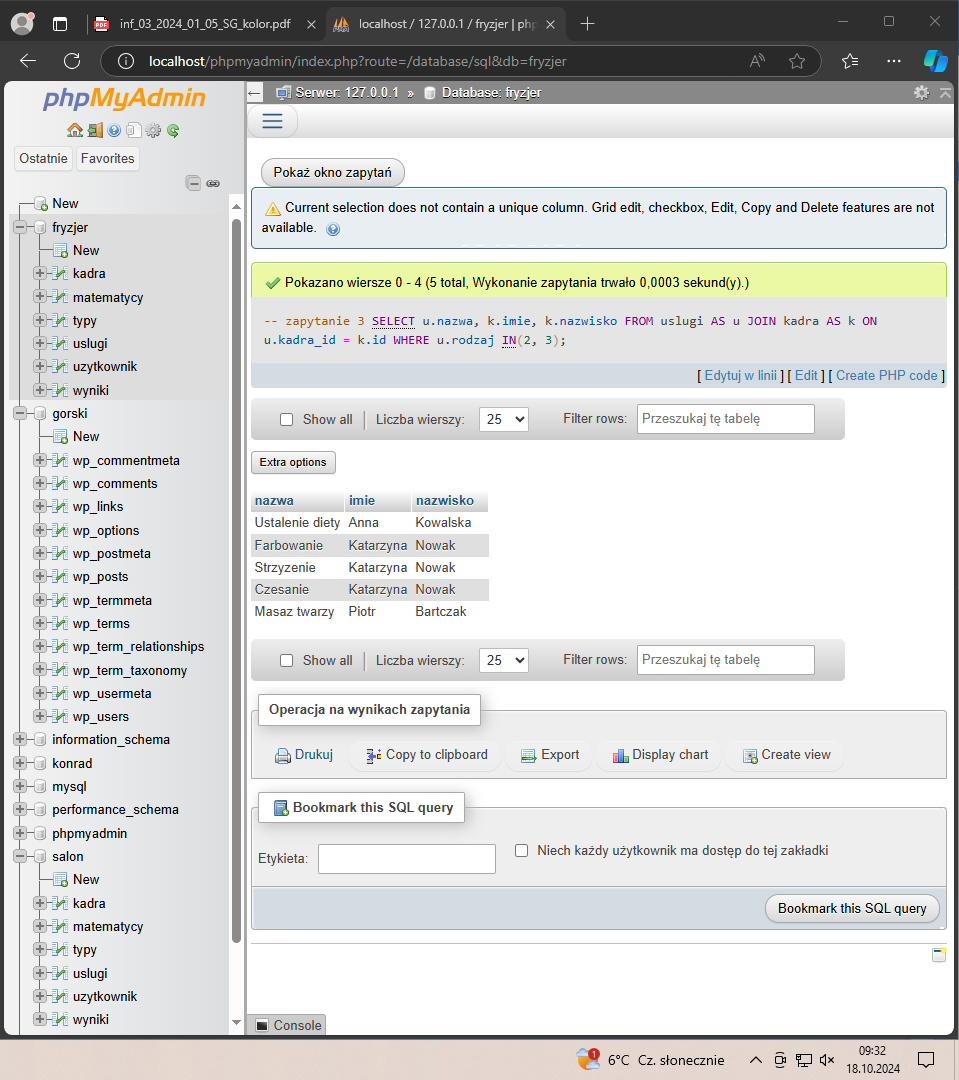 inf_03_2024_01_05_SG_kolor.pdf
localhost / 127.0.0.1 / fryzjer | php
localhost/phpmyadmin/index.php?route=/database/sql&db=fryzjer
phpMyAdmin
Ostatnie
Favorites
New
fryzjer
New
kadra
matematycy
typy
uslugi
uzytkownik
wyniki
gorski
New
wp_commentmeta
wp_comments
wp_links
wp_options
wp_postmeta
wp_posts
wp_termmeta
wp_terms
wp_term_relationships
wp_term_taxonomy
wp_usermeta
wp_users
information_schema
konrad
mysql
performance_schema
phpmyadmin
salon
New
kadra
matematycy
typy
uslugi
uzytkownik
wyniki
Serwer: 127.0.0.1 » Database: fryzjer
Pokaż okno zapytań
Current selection does not contain a unique column. Grid edit, checkbox, Edit, Copy and Delete features are not
available.
Pokazano wiersze 0 - 4 (5 total, Wykonanie zapytania trwało 0,0003 sekund(y).)
-- zapytanie 3 SELECT u.nazwa, k.imie, k.nazwisko FROM uslugi AS u JOIN kadra AS k ON
u.kadra_id = k.id WHERE u.rodzaj IN(2, 3);
[ Edytuj w linii ] [ Edit ] [ Create PHP code ]
Show all | Liczba wierszy: 25 Filter rows: Przeszukaj tę tabelę
Extra options
nazwa imie nazwisko
Ustalenie diety Anna Kowalska
Farbowanie Katarzyna Nowak
Strzyzenie Katarzyna Nowak
Czesanie Katarzyna Nowak
Masaz twarzy Piotr Bartczak
Show all | Liczba wierszy: 25 Filter rows: Przeszukaj tę tabelę
Operacja na wynikach zapytania
Drukuj Copy to clipboard Export Display chart Create view
Bookmark this SQL query
Etykieta: Niech każdy użytkownik ma dostęp do tej zakładki
Bookmark this SQL query
Console
1
6°C Cz. słonecznie
09:32
18.10.2024